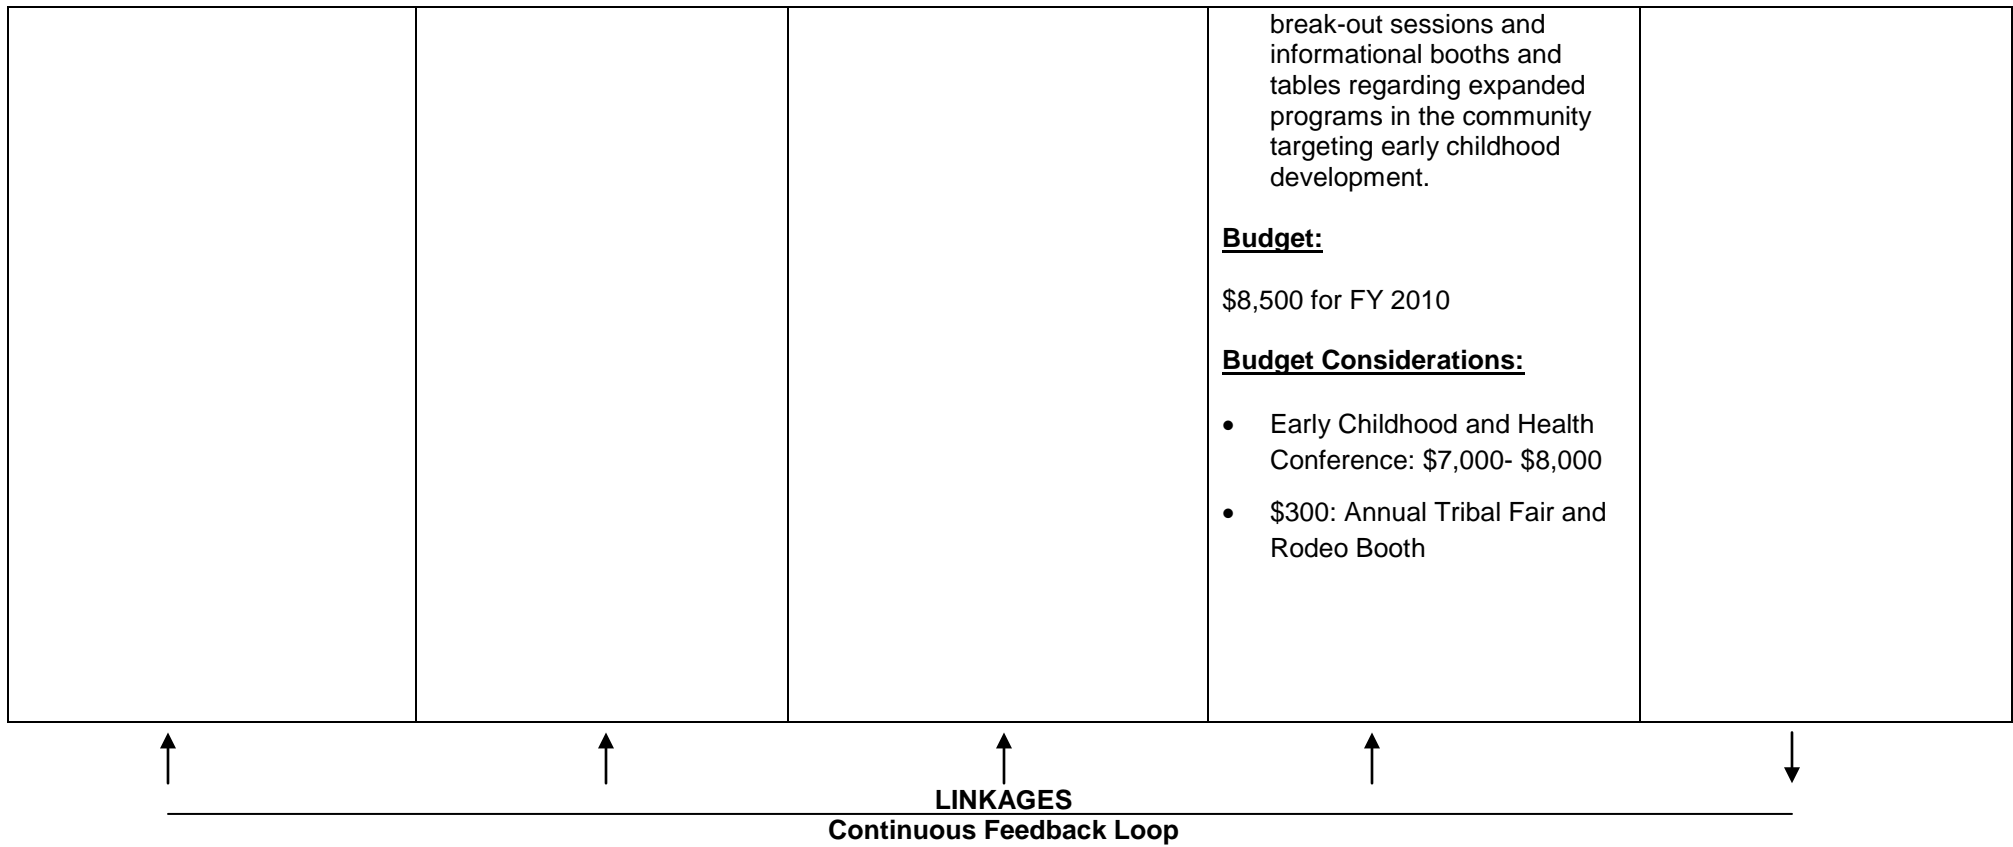 break-out sessions and
informational booths and
tables regarding expanded
programs in the community
targeting early childhood
development.
Budget:
$8,500 for FY 2010
Budget Considerations:
• Early Childhood and Health
Conference: $7,000- $8,000
• $300: Annual Tribal Fair and
Rodeo Booth
LINKAGES
Continuous Feedback Loop